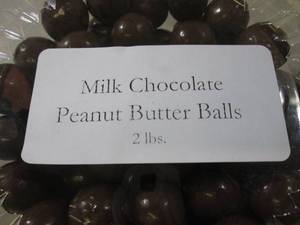 Milk Chocolate
Peanut Butter Balls
2 lbs.